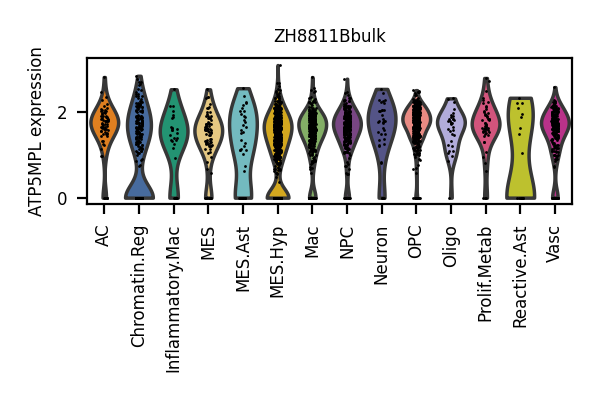 ZH8811Bbulk
ATP5MPL expression
2
0
AC
Chromatin.Reg
Inflammatory.Mac
MES
MES.Ast
MES.Hyp
Mac
NPC
Neuron
OPC
Oligo
Prolif.Metab
Reactive.Ast
Vasc